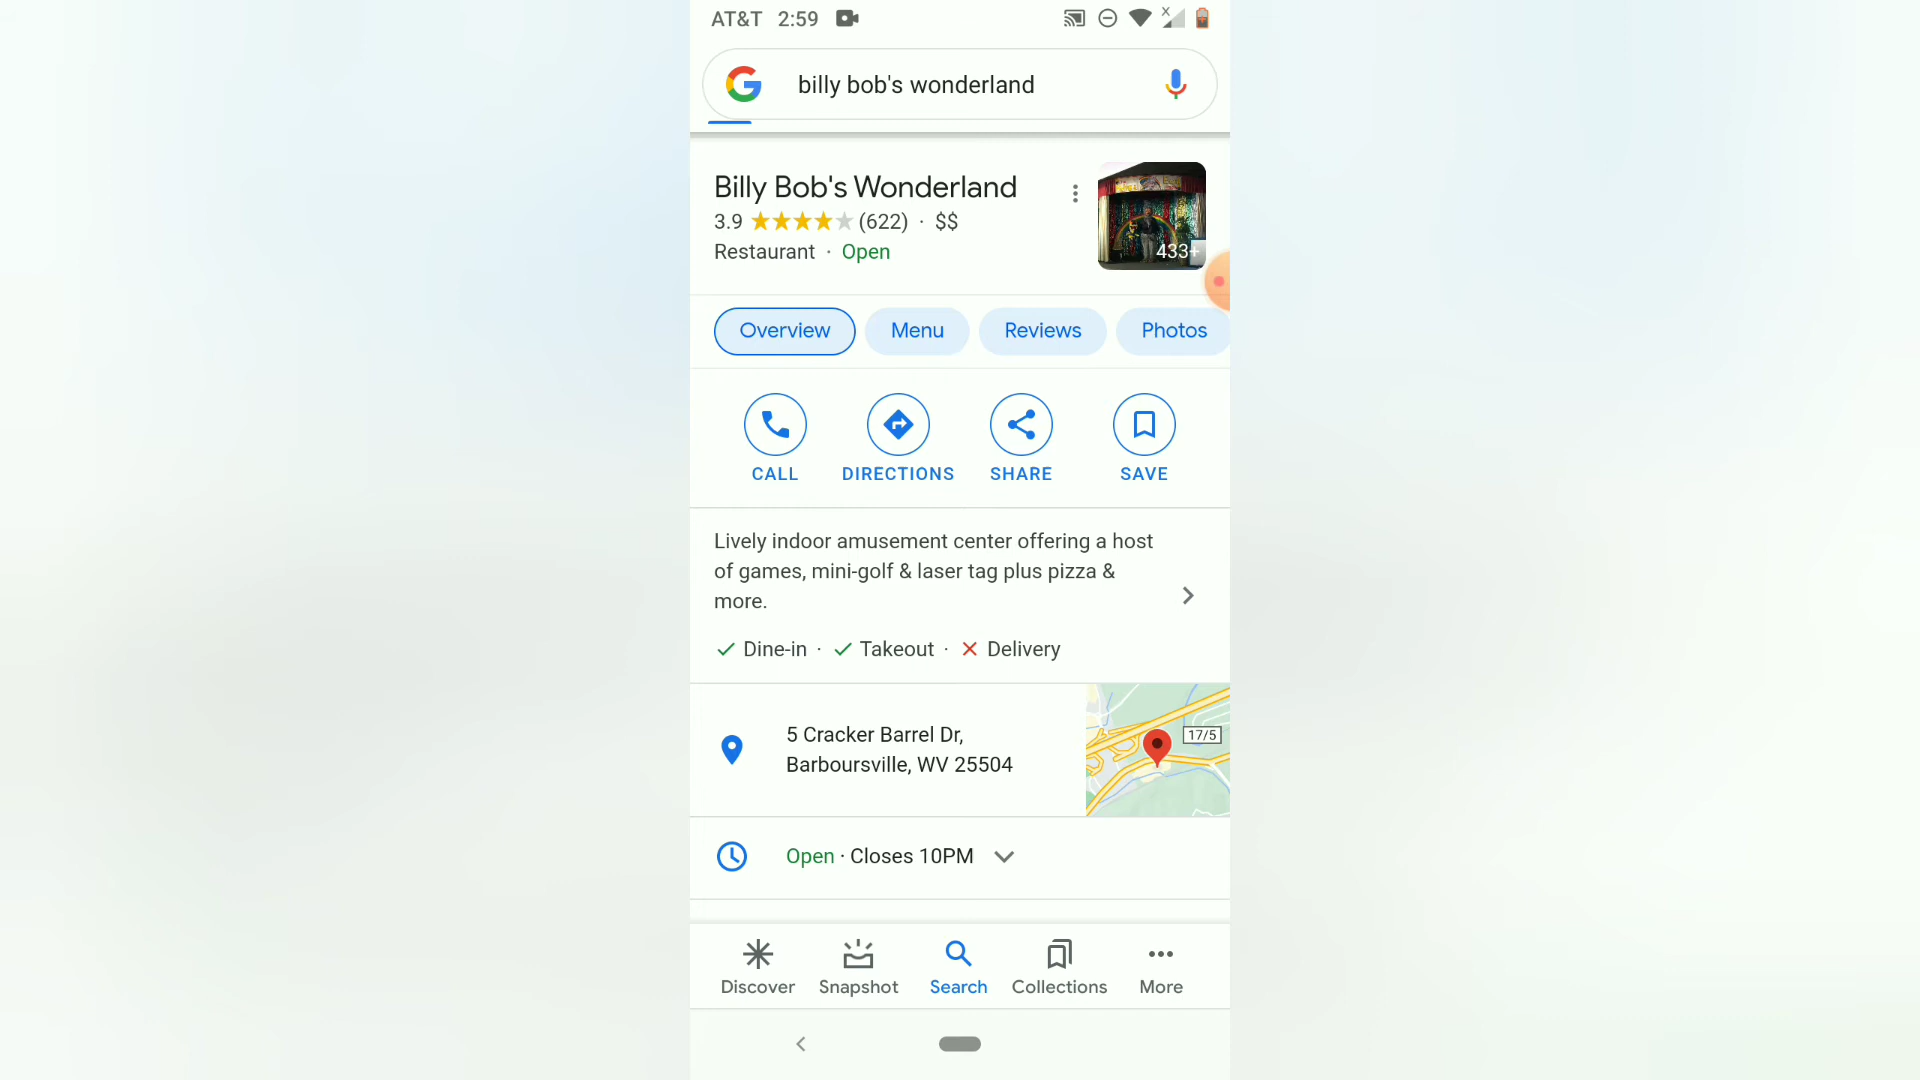 AT&T 2:59
billy bob's wonderland
Billy Bob's Wonderland
3.9 (622) · $$
Restaurant · Open
433+
Overview Menu Reviews Photos
CALL DIRECTIONS SHARE SAVE
Lively indoor amusement center offering a host
of games, mini-golf & laser tag plus pizza &
more.
Dine-in · Takeout · Delivery
5 Cracker Barrel Dr,
Barboursville, WV 25504
17/5
Open · Closes 10PM
Discover Snapshot Search Collections More